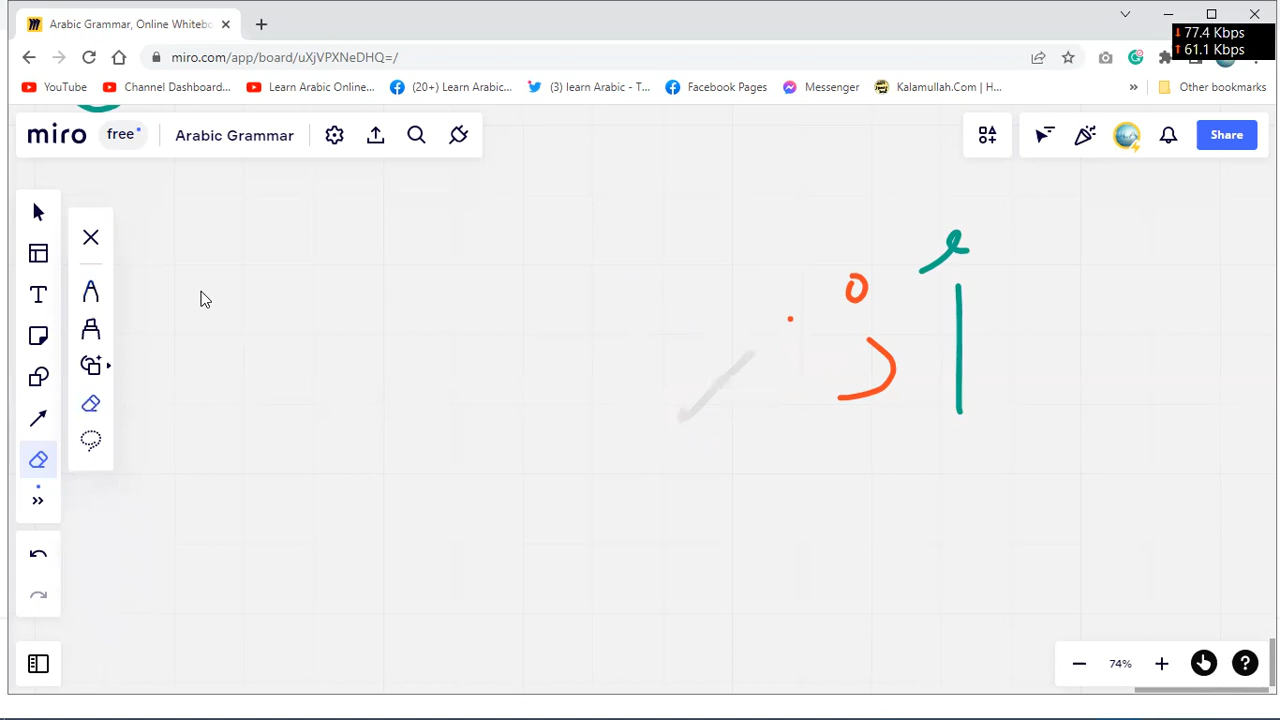 Arabic Grammar, Online Whitebo
77.4 Kbps
61.1 Kbps
miro.com/app/board/uXjVPXNeDHQ=/
YouTube
Channel Dashboard...
Learn Arabic Online...
(20+) Learn Arabic...
(3) learn Arabic - T...
Facebook Pages
Messenger
Kalamullah.Com | H...
»
Other bookmarks
miro
free
Arabic Grammar
Share
اُدْ
T
74%
?